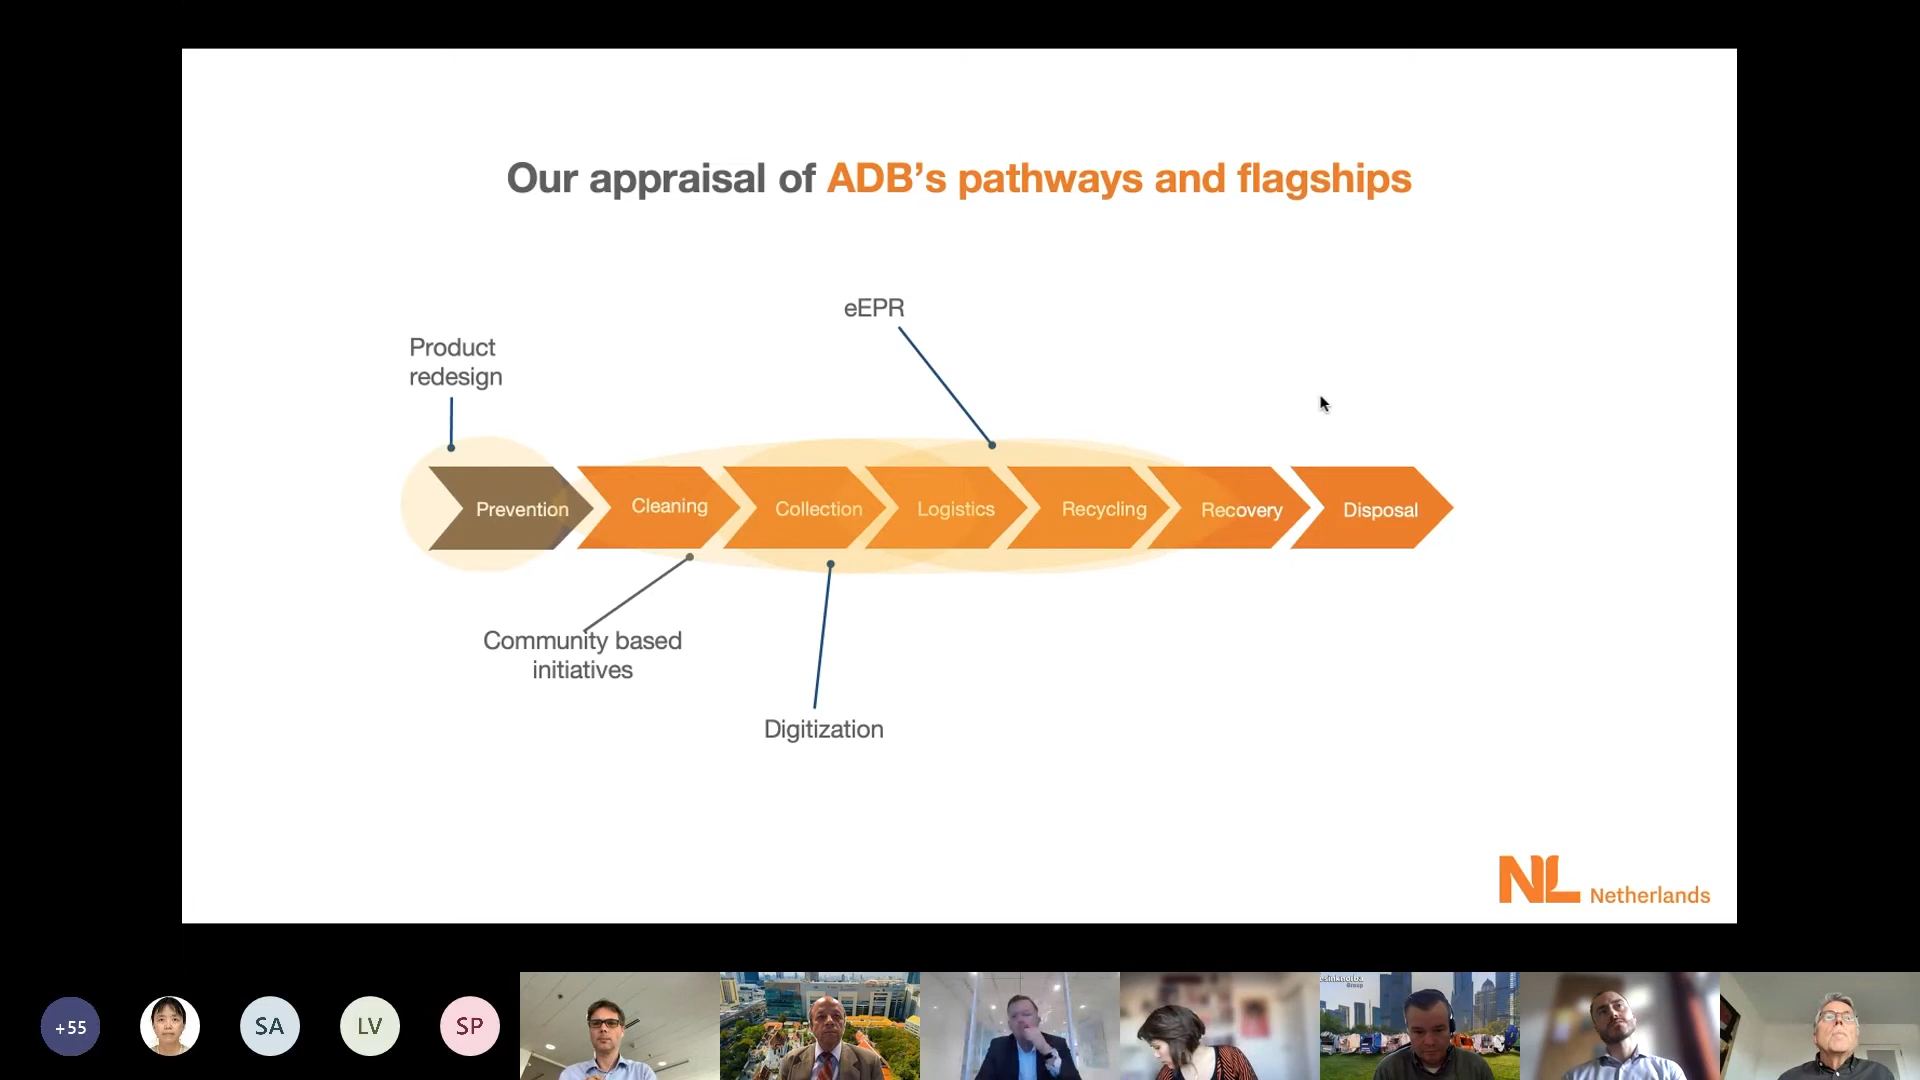 Our appraisal of ADB's pathways and flagships
eEPR
Product
redesign
Prevention
Cleaning
Collection
Logistics
Recycling
Recovery
Disposal
Community based
initiatives
Digitization
NL Netherlands
+55
SA
LV
SP
Group